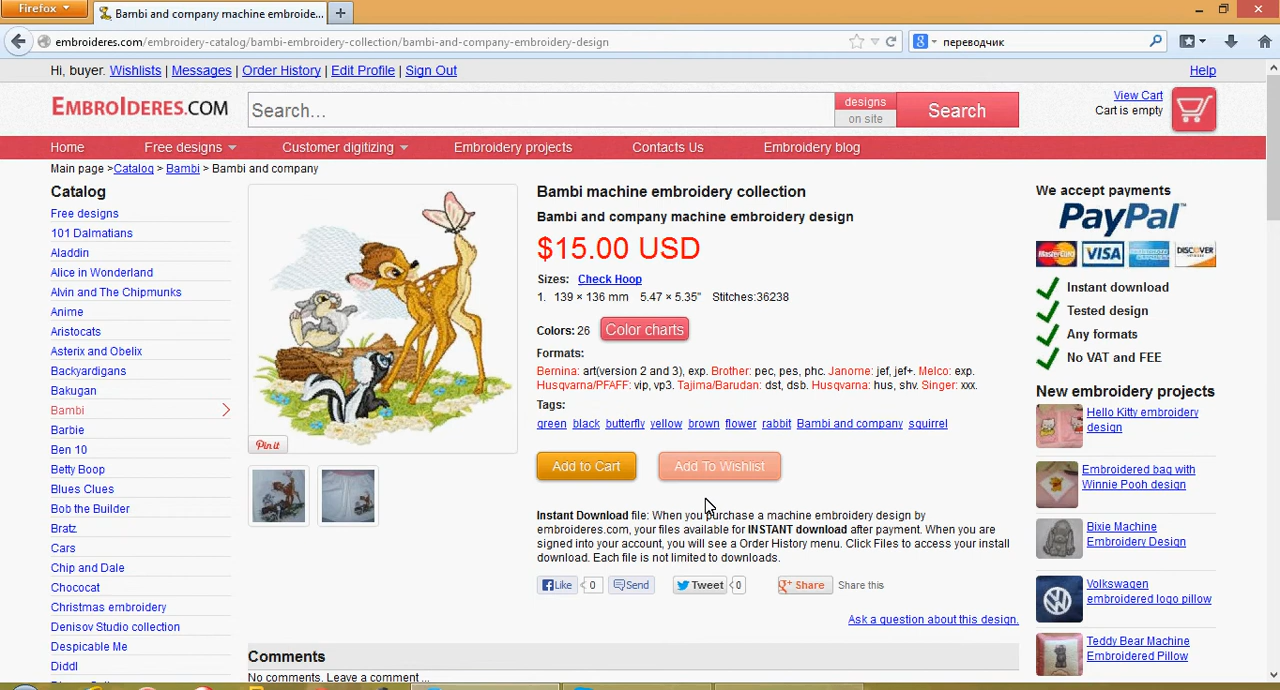 Firefox
Bambi and company machine embroide...
embroideres.com/embroidery-catalog/bambi-embroidery-collection/bambi-and-company-embroidery-design
переводчик
Hi, buyer. Wishlists | Messages | Order History | Edit Profile | Sign Out
Help
EMBROIDERES.COM
Search...
designs
on site
Search
View Cart
Cart is empty
Home
Free designs
Customer digitizing
Embroidery projects
Contacts Us
Embroidery blog
Main page >Catalog > Bambi > Bambi and company
Catalog
Free designs
101 Dalmatians
Aladdin
Alice in Wonderland
Alvin and The Chipmunks
Anime
Aristocats
Asterix and Obelix
Backyardigans
Bakugan
Bambi
Barbie
Ben 10
Betty Boop
Blues Clues
Bob the Builder
Bratz
Cars
Chip and Dale
Chococat
Christmas embroidery
Denisov Studio collection
Despicable Me
Diddl
Pin it
Bambi machine embroidery collection
Bambi and company machine embroidery design
$15.00 USD
Sizes: Check Hoop
1. 139 × 136 mm 5.47 × 5.35" Stitches:36238
Colors: 26 Color charts
Formats:
Bernina: art(version 2 and 3), exp. Brother: pec, pes, phc. Janome: jef, jef+. Melco: exp.
Husqvarna/PFAFF: vip, vp3. Tajima/Barudan: dst, dsb. Husqvarna: hus, shv. Singer: xxx.
Tags:
green black butterfly yellow brown flower rabbit Bambi and company squirrel
Add to Cart
Add To Wishlist
Instant Download file: When you purchase a machine embroidery design by
embroideres.com, your files available for INSTANT download after payment. When you are
signed into your account, you will see a Order History menu. Click Files to access your install
download. Each file is not limited to downloads.
Like 0 Send Tweet 0 Share Share this
Ask a question about this design.
Comments
No comments. Leave a comment ...
We accept payments
PayPal
MasterCard VISA AMERICAN EXPRESS DISCOVER
Instant download
Tested design
Any formats
No VAT and FEE
New embroidery projects
Hello Kitty embroidery
design
Embroidered bag with
Winnie Pooh design
Bixie Machine
Embroidery Design
Volkswagen
embroidered logo pillow
Teddy Bear Machine
Embroidered Pillow